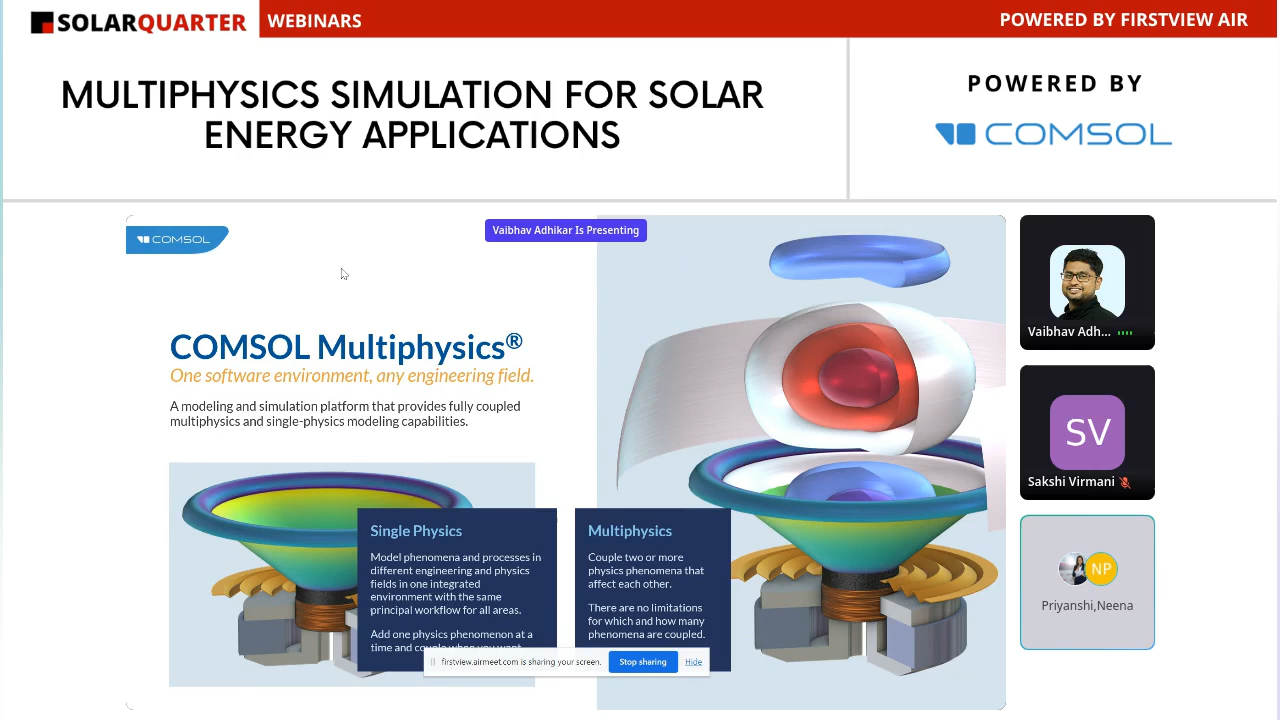 SOLARQUARTER WEBINARS
POWERED BY FIRSTVIEW AIR
MULTIPHYSICS SIMULATION FOR SOLAR
ENERGY APPLICATIONS
POWERED BY
COMSOL
COMSOL
Vaibhav Adhikar Is Presenting
COMSOL Multiphysics®
One software environment, any engineering field.
A modeling and simulation platform that provides fully coupled
multiphysics and single-physics modeling capabilities.
Single Physics
Model phenomena and processes in
different engineering and physics
fields in one integrated
environment with the same
principal workflow for all areas.
Add one physics phenomenon at a
time and couple when you want.
Multiphysics
Couple two or more
physics phenomena that
affect each other.
There are no limitations
for which and how many
phenomena are coupled.
firstview.airmeet.com is sharing your screen.
Stop sharing
Hide
Vaibhav Adh...
SV
Sakshi Virmani
NP
Priyanshi,Neena